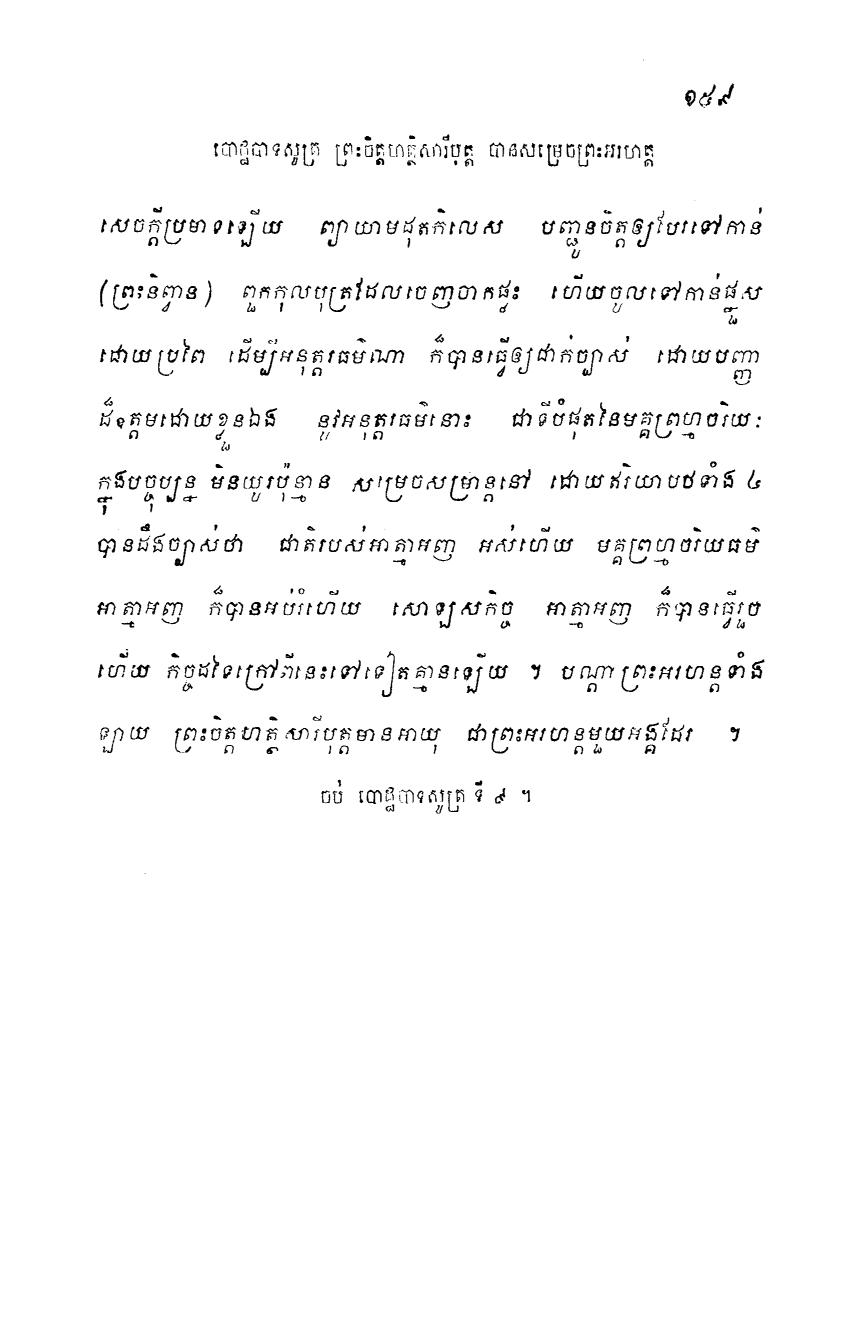 ១៥៩
បោដ្ឋបាទសូត្រ ព្រះចិត្តហត្ថិសារីបុត្ត បានសម្រេចព្រះអរហត្ត
សេចក្តីប្រមាទឡើយ ព្យាយាមដុតកិលេស បញ្ជូនចិត្តឲ្យបែរទៅកាន់
(ព្រះនិព្វាន) ពួកកុលបុត្រដែលចេញចាកផ្ទះ ហើយចូលទៅកាន់ផ្នួស
ដោយប្រពៃ ដើម្បីអនុត្តរធម៌ណា ក៏បានធ្វើឲ្យជាក់ច្បាស់ ដោយបញ្ញា
ដ៏ឧត្តមដោយខ្លួនឯង នូវអនុត្តរធម៌នោះ ជាទីបំផុតនៃមគ្គព្រហ្មចរិយៈ
ក្នុងបច្ចុប្បន្ន មិនយូរប៉ុន្មាន សម្រេចសម្រាន្តនៅ ដោយឥរិយាបថទាំង ៤
បានដឹងច្បាស់ថា ជាតិរបស់អាត្មាអញ អស់ហើយ មគ្គព្រហ្មចរិយធម៌
អាត្មាអញ ក៏បានអប់រំហើយ សោឡសកិច្ច អាត្មាអញ ក៏បានធ្វើរួច
ហើយ កិច្ចដទៃក្រៅពីនេះទៅទៀតគ្មានឡើយ ។ បណ្តាព្រះអរហន្តទាំង
ឡាយ ព្រះចិត្តហត្ថិសារីបុត្តមានអាយុ ជាព្រះអរហន្តមួយអង្គដែរ ។
ចប់ បោដ្ឋបាទសូត្រ ទី ៩ ។